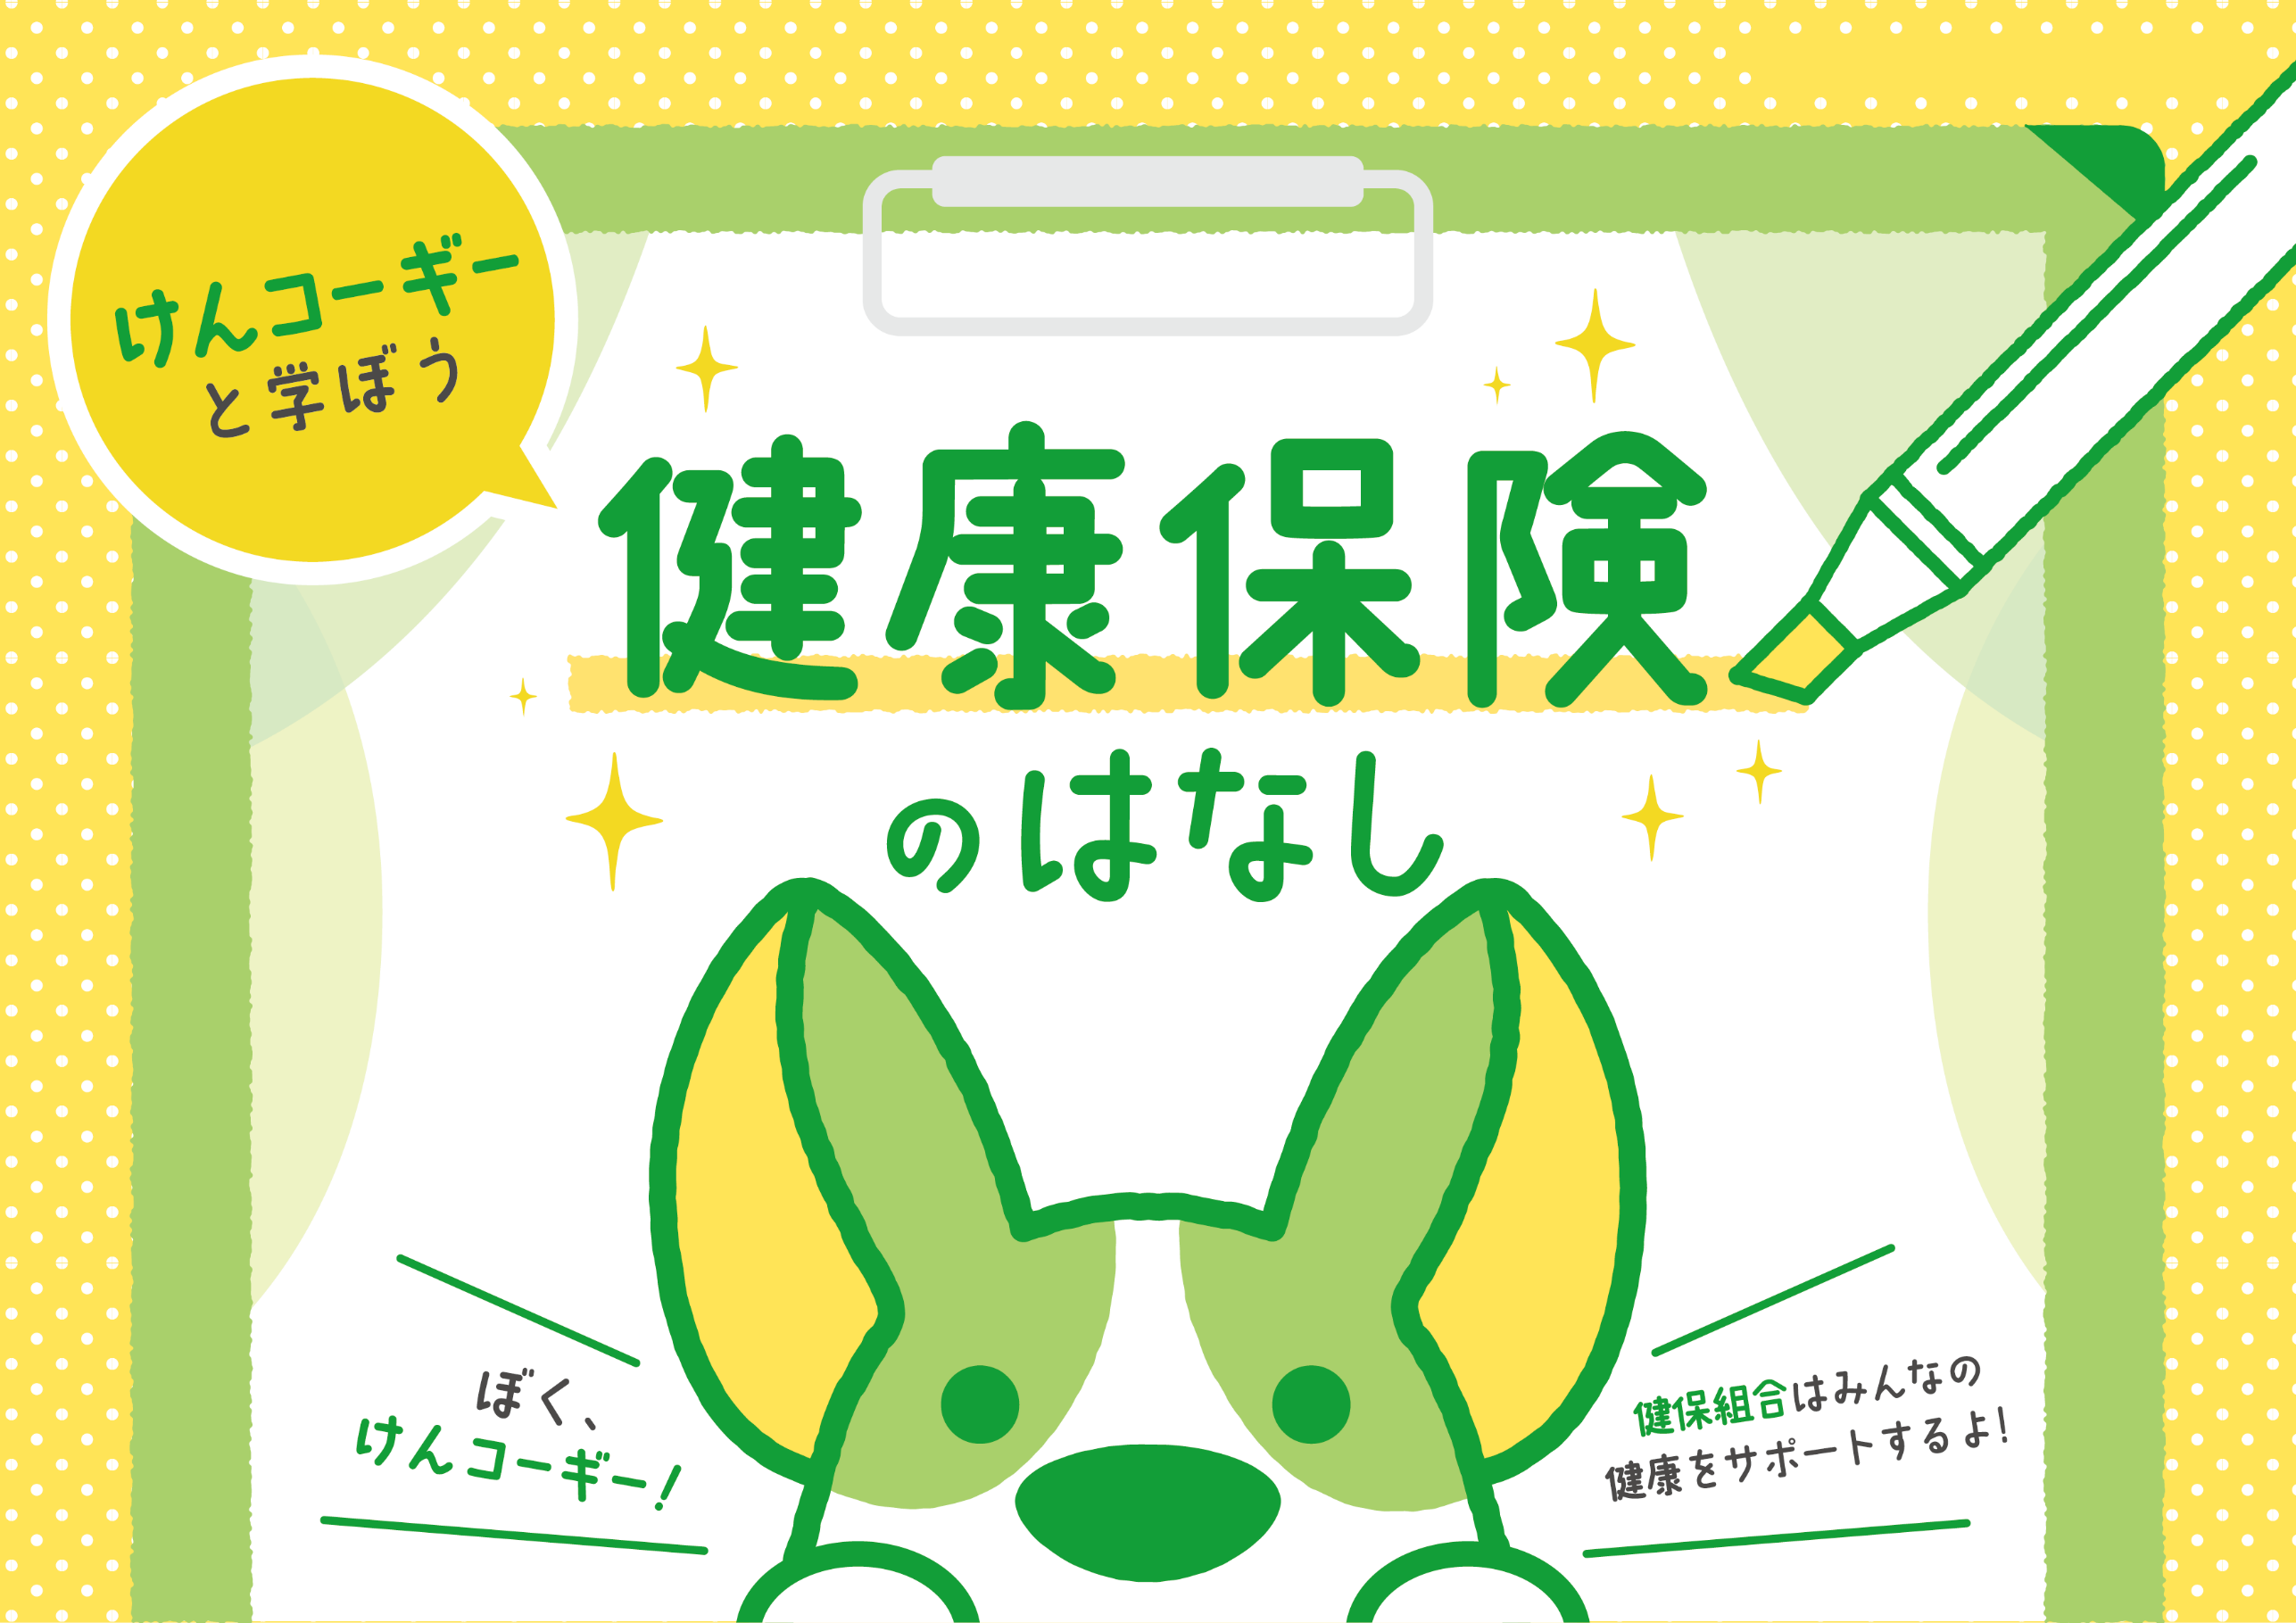 けんコーギー
と学ぼう
健康保険
のはなし
ぼく、
けんコーギー!
健保組合はみんなの
健康をサポートするよ!